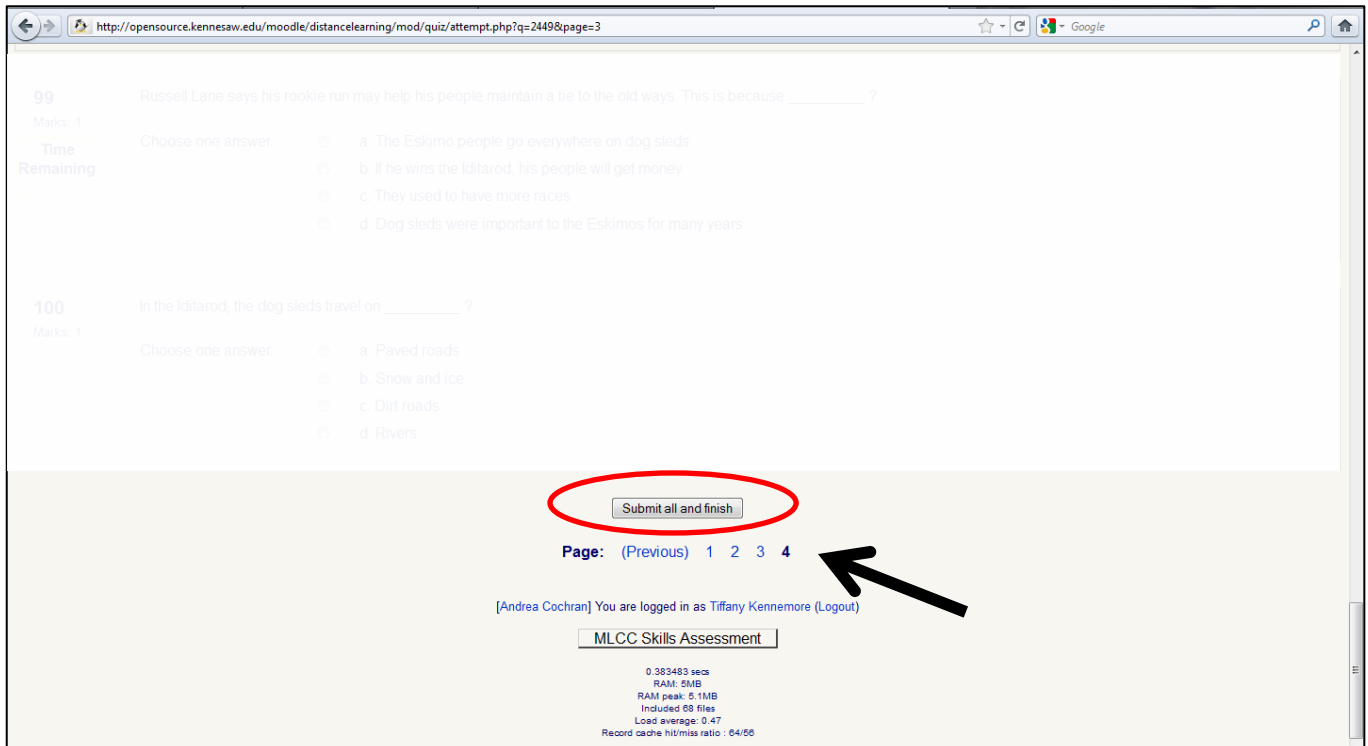 http://opensource.kennesaw.edu/moodle/distancelearning/mod/quiz/attempt.php?q=2449&page=3
Google
99
Russell Lane says his rookie run may help his people maintain a tie to the old ways. This is because __________ ?
Marks: 1
Time
Remaining
Choose one answer.
a. The Eskimo people go everywhere on dog sleds
b. If he wins the Iditarod, his people will get money
c. They used to have more races
d. Dog sleds were important to the Eskimos for many years
100
In the Iditarod, the dog sleds travel on __________ ?
Marks: 1
Choose one answer.
a. Paved roads
b. Snow and ice
c. Dirt roads
d. Rivers
Submit all and finish
Page: (Previous) 1 2 3 4
[Andrea Cochran] You are logged in as Tiffany Kennemore (Logout)
MLCC Skills Assessment
0.383483 secs
RAM: 5MB
RAM peak: 5.1MB
Included 68 files
Load average: 0.47
Record cache hit/miss ratio : 64/56